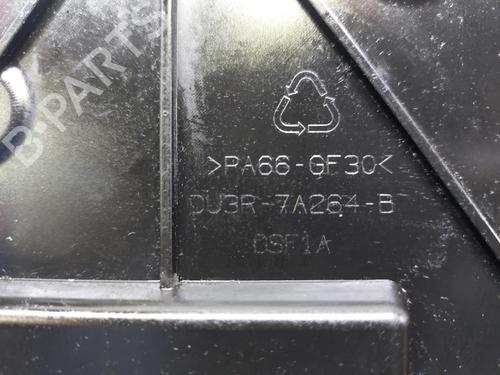 B-PARTS
>PA66-GF30<
DU3R-7A264-B
DSF1A